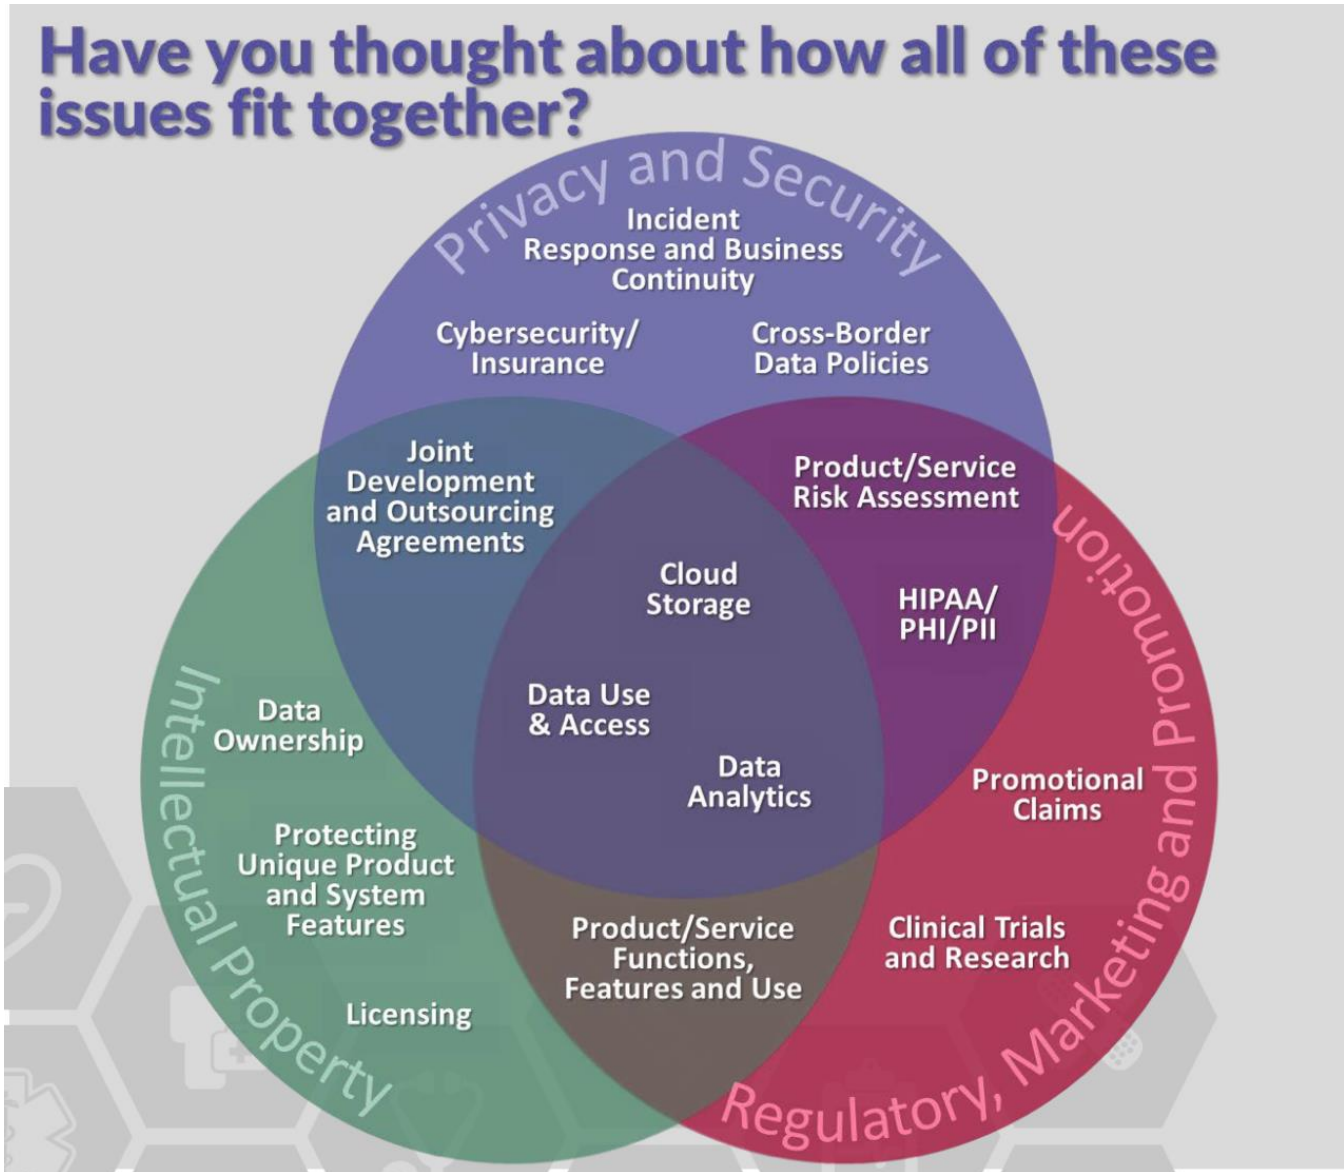 Have you thought about how all of these
issues fit together?
Privacy and Security
Incident
Response and Business
Continuity
Cybersecurity/
Insurance
Cross-Border
Data Policies
Joint
Development
and Outsourcing
Agreements
Product/Service
Risk Assessment
Cloud
Storage
HIPAA/
PHI/PII
Data Use
& Access
Data
Analytics
Intellectual Property
Data
Ownership
Protecting
Unique Product
and System
Features
Licensing
Product/Service
Functions,
Features and Use
Regulatory, Marketing and Promotion
Promotional
Claims
Clinical Trials
and Research